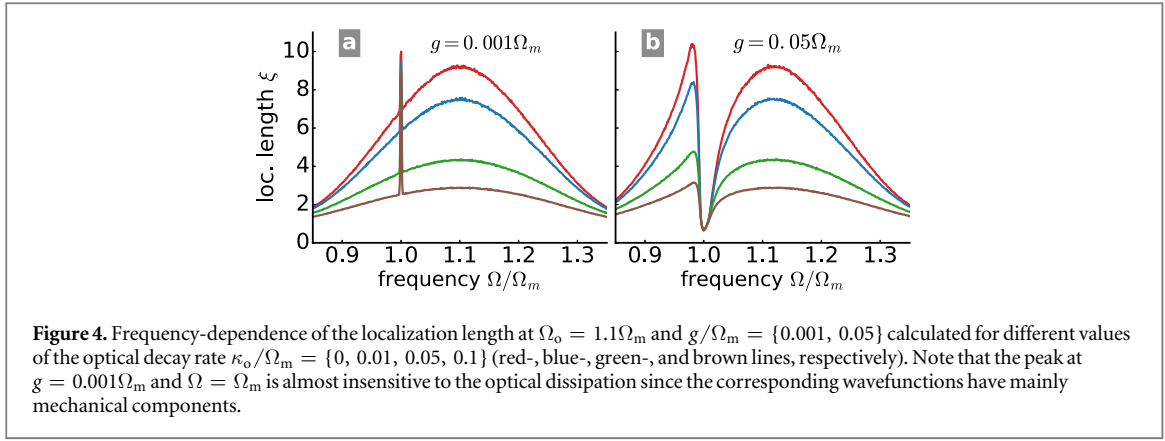 a
g = 0.001Ω_m
b
g = 0.05Ω_m
loc. length ξ
10
8
6
4
2
0
0.9 1.0 1.1 1.2 1.3
0.9 1.0 1.1 1.2 1.3
frequency Ω/Ω_m
frequency Ω/Ω_m
Figure 4. Frequency-dependence of the localization length at Ω_o = 1.1Ω_m and g/Ω_m = {0.001, 0.05} calculated for different values
of the optical decay rate κ_o/Ω_m = {0, 0.01, 0.05, 0.1} (red-, blue-, green-, and brown lines, respectively). Note that the peak at
g = 0.001Ω_m and Ω = Ω_m is almost insensitive to the optical dissipation since the corresponding wavefunctions have mainly
mechanical components.